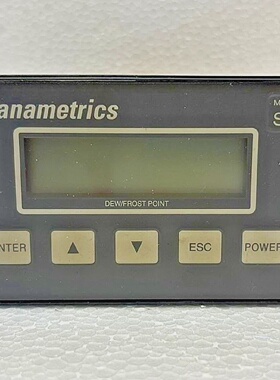 anametrics
M
S
DEW/FROST POINT
NTER ▲ ▼ ESC POWER